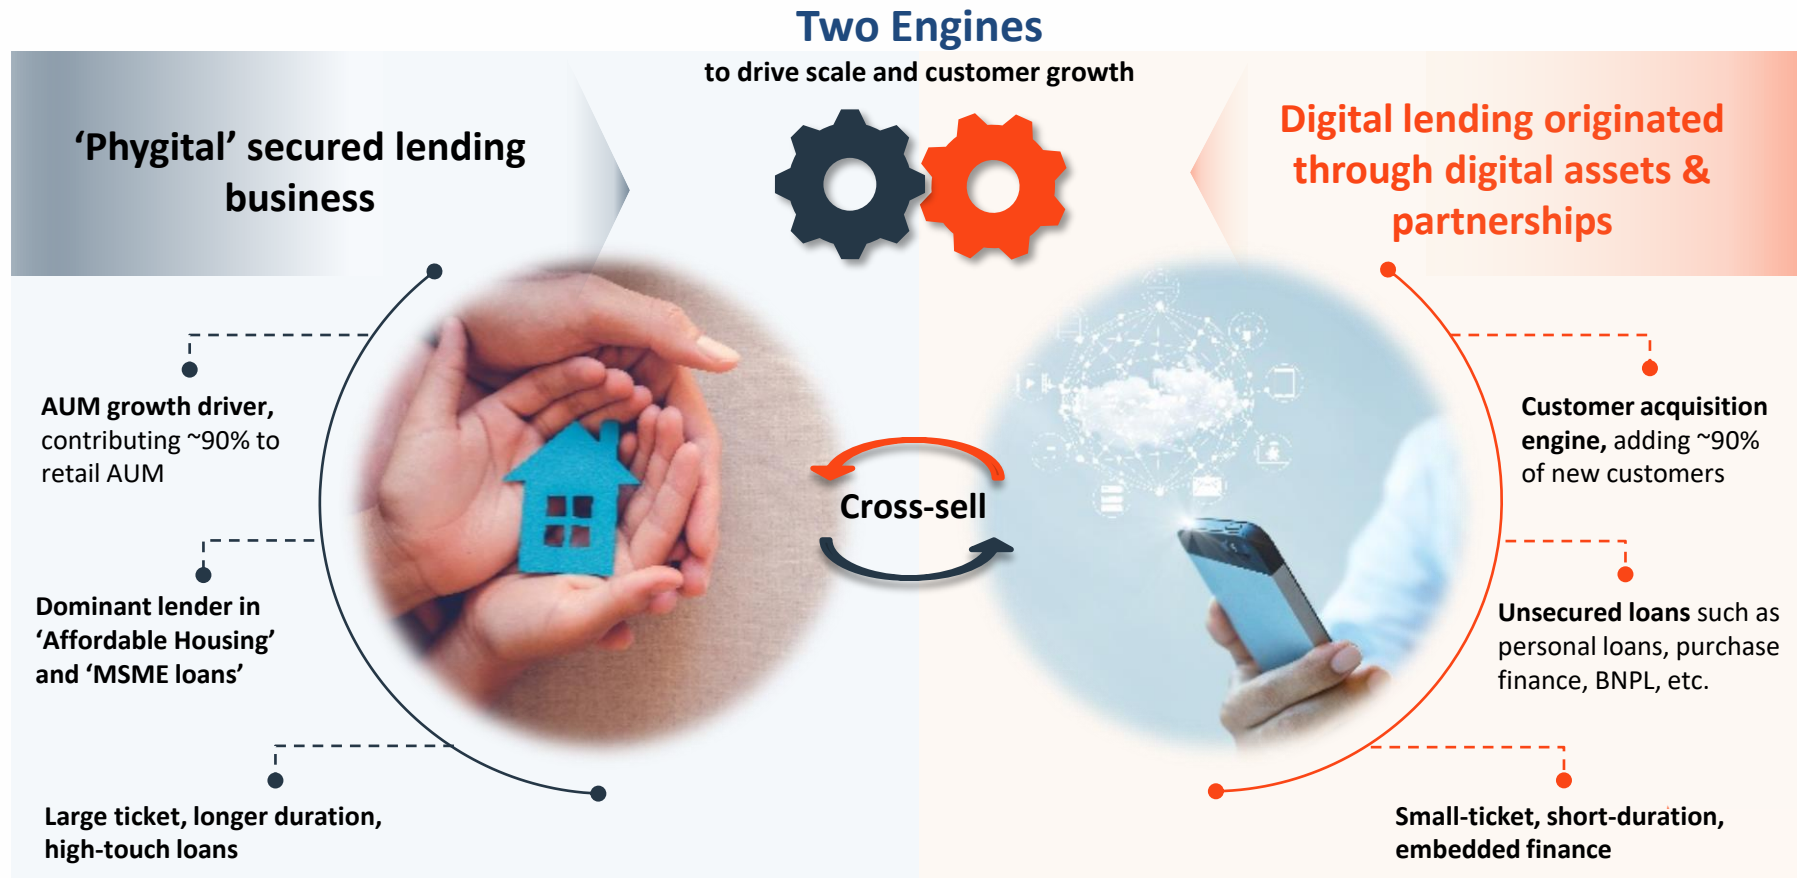 Two Engines
to drive scale and customer growth
‘Phygital’ secured lending
business
Digital lending originated
through digital assets &
partnerships
AUM growth driver,
contributing ~90% to
retail AUM
Dominant lender in
‘Affordable Housing’
and ‘MSME loans’
Large ticket, longer duration,
high-touch loans
Cross-sell
Customer acquisition
engine, adding ~90%
of new customers
Unsecured loans such as
personal loans, purchase
finance, BNPL, etc.
Small-ticket, short-duration,
embedded finance